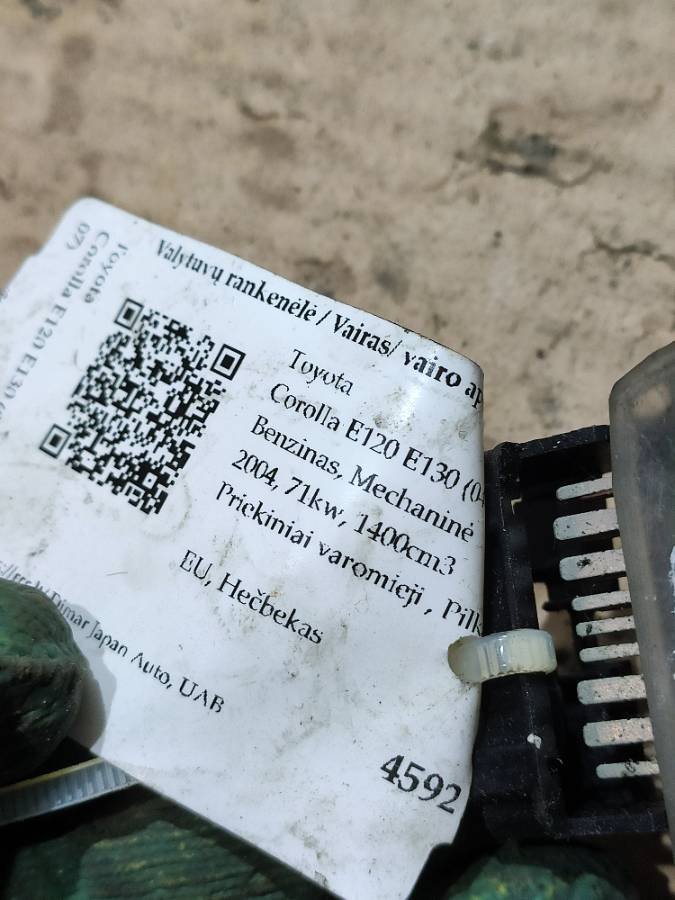 Valytuvų rankenėlė / Vairas/ vairo ap
Toyota
Corolla E120 E130 (0
Benzinas, Mechaninė
2004, 71kw, 1400cm3
Priekiniai varomieji , Pilk
EU, Hečbekas
Toyota
Corolla E120 E130 (
07)
Dimar Japan Auto, UAB
4592